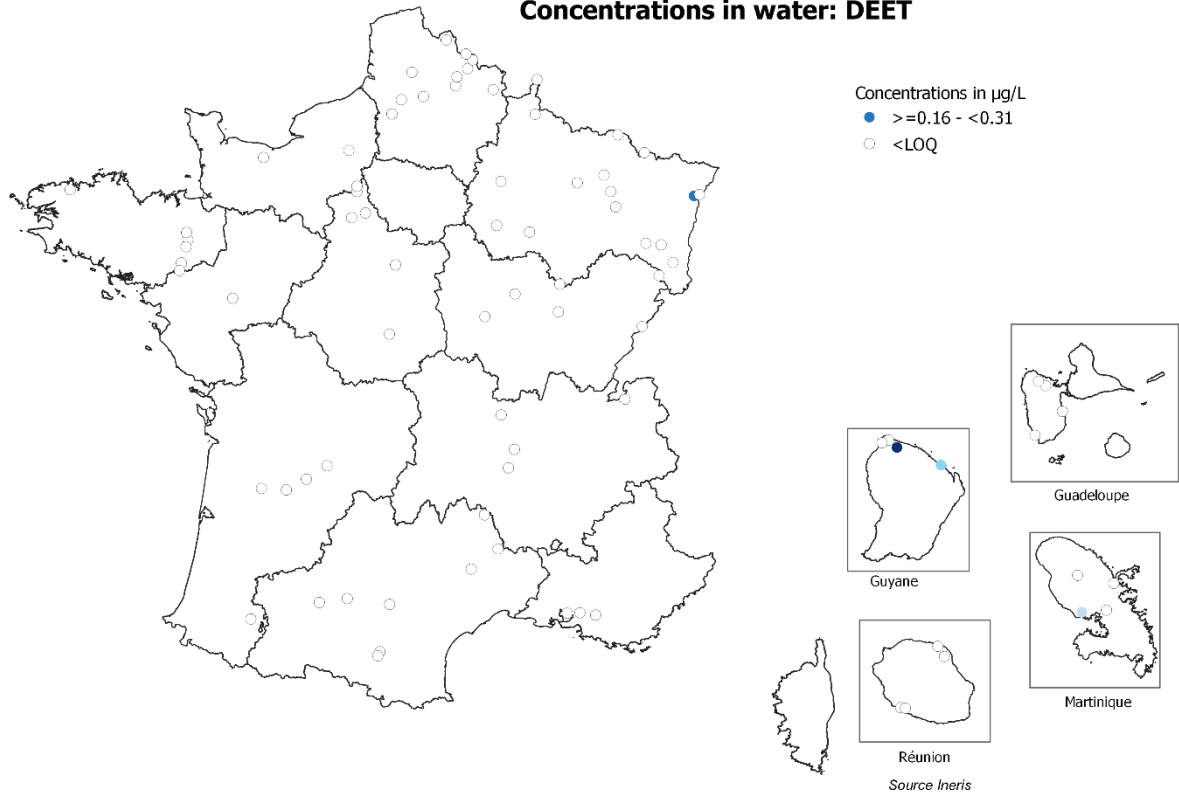 Concentrations in water: DEET
Concentrations in µg/L
>=0.16 - <0.31
<LOQ
Guadeloupe
Guyane
Martinique
Réunion
Source Ineris